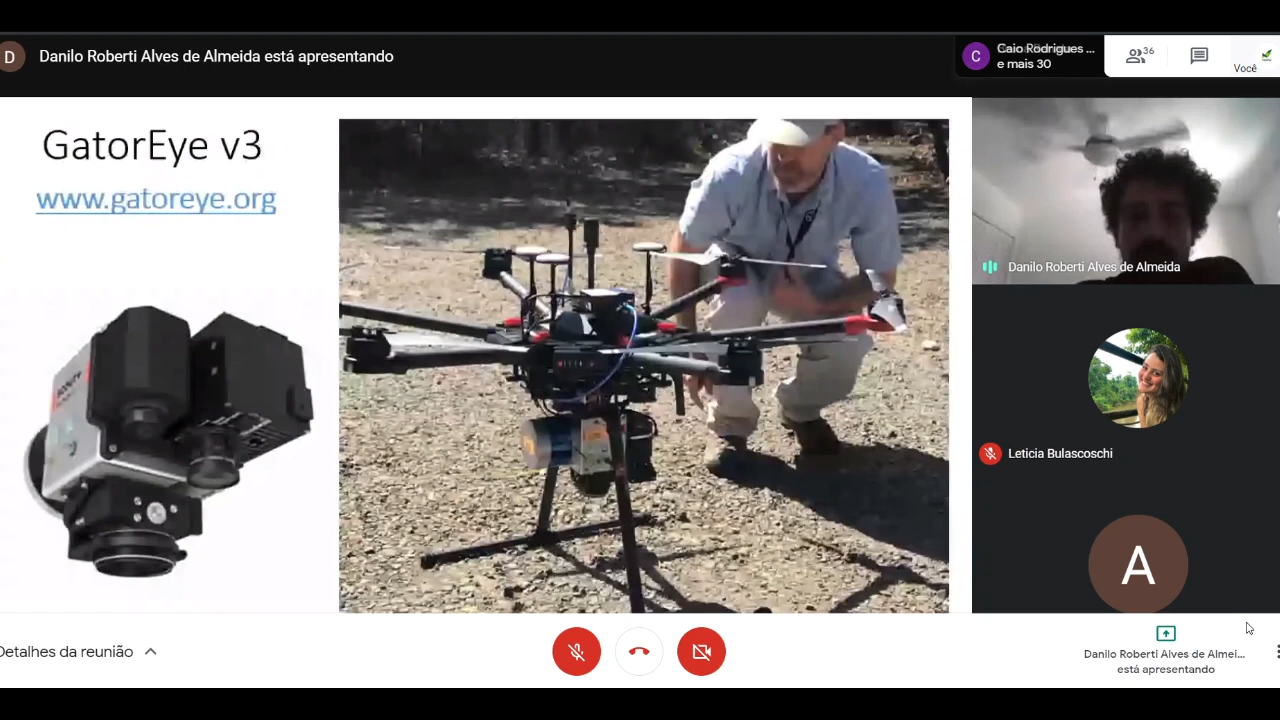 D
Danilo Roberti Alves de Almeida está apresentando
C
Caio Rodrigues ...
e mais 30
36
Você
GatorEye v3
www.gatoreye.org
Danilo Roberti Alves de Almeida
Leticia Bulascoschi
A
Detalhes da reunião
Danilo Roberti Alves de Almei...
está apresentando